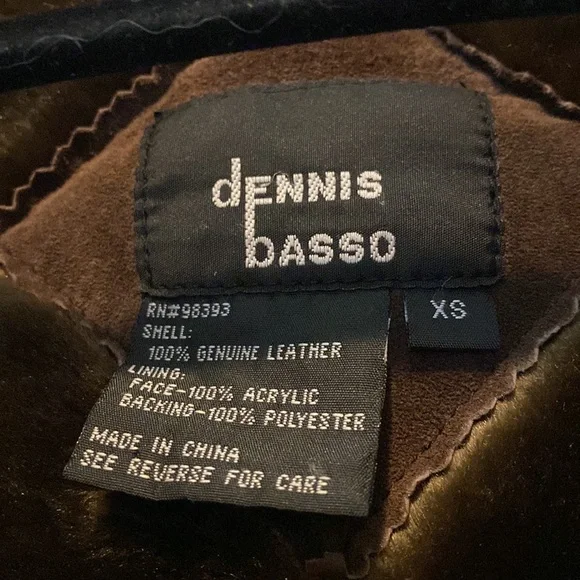 dENNIS
bASSO
XS
RN#98393
SHELL:
100% GENUINE LEATHER
LINING:
FACE-100% ACRYLIC
BACKING-100% POLYESTER
MADE IN CHINA
SEE REVERSE FOR CARE